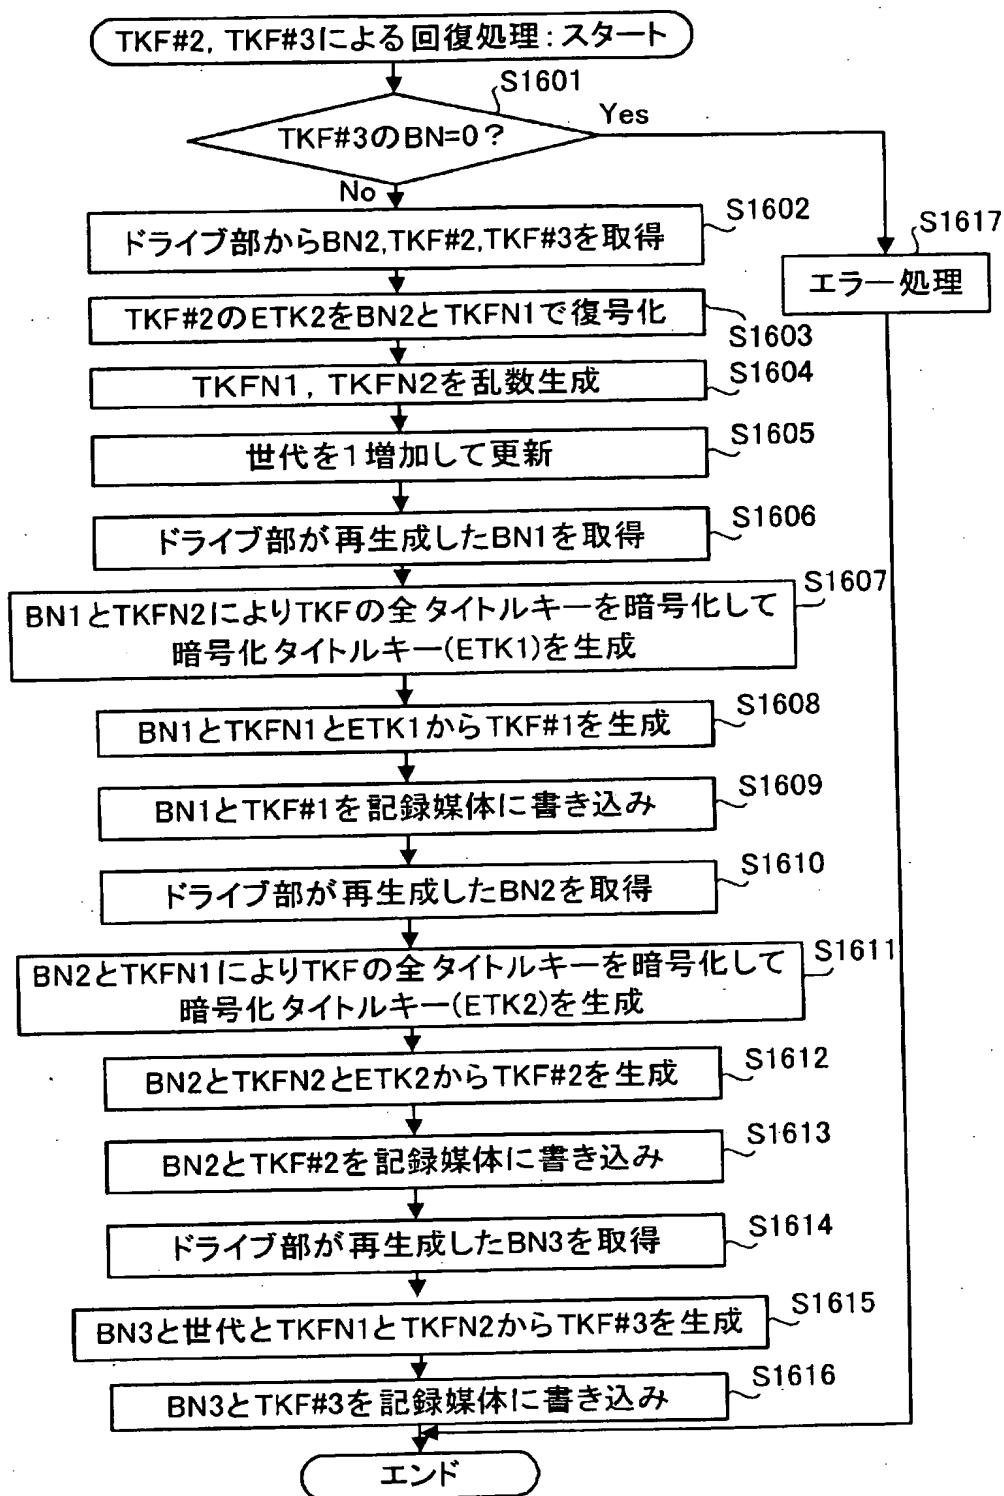 TKF#2, TKF#3による回復処理:スタート
S1601
TKF#3のBN=0?
Yes
No
S1602
ドライブ部からBN2,TKF#2,TKF#3を取得
S1617
エラー処理
TKF#2のETK2をBN2とTKFN1で復号化
S1603
TKFN1, TKFN2を乱数生成
S1604
世代を1増加して更新
S1605
ドライブ部が再生成したBN1を取得
S1606
BN1とTKFN2によりTKFの全タイトルキーを暗号化して
暗号化タイトルキー(ETK1)を生成
S1607
BN1とTKFN1とETK1からTKF#1を生成
S1608
BN1とTKF#1を記録媒体に書き込み
S1609
ドライブ部が再生成したBN2を取得
S1610
BN2とTKFN1によりTKFの全タイトルキーを暗号化して
暗号化タイトルキー(ETK2)を生成
S1611
BN2とTKFN2とETK2からTKF#2を生成
S1612
BN2とTKF#2を記録媒体に書き込み
S1613
ドライブ部が再生成したBN3を取得
S1614
BN3と世代とTKFN1とTKFN2からTKF#3を生成
S1615
BN3とTKF#3を記録媒体に書き込み
S1616
エンド